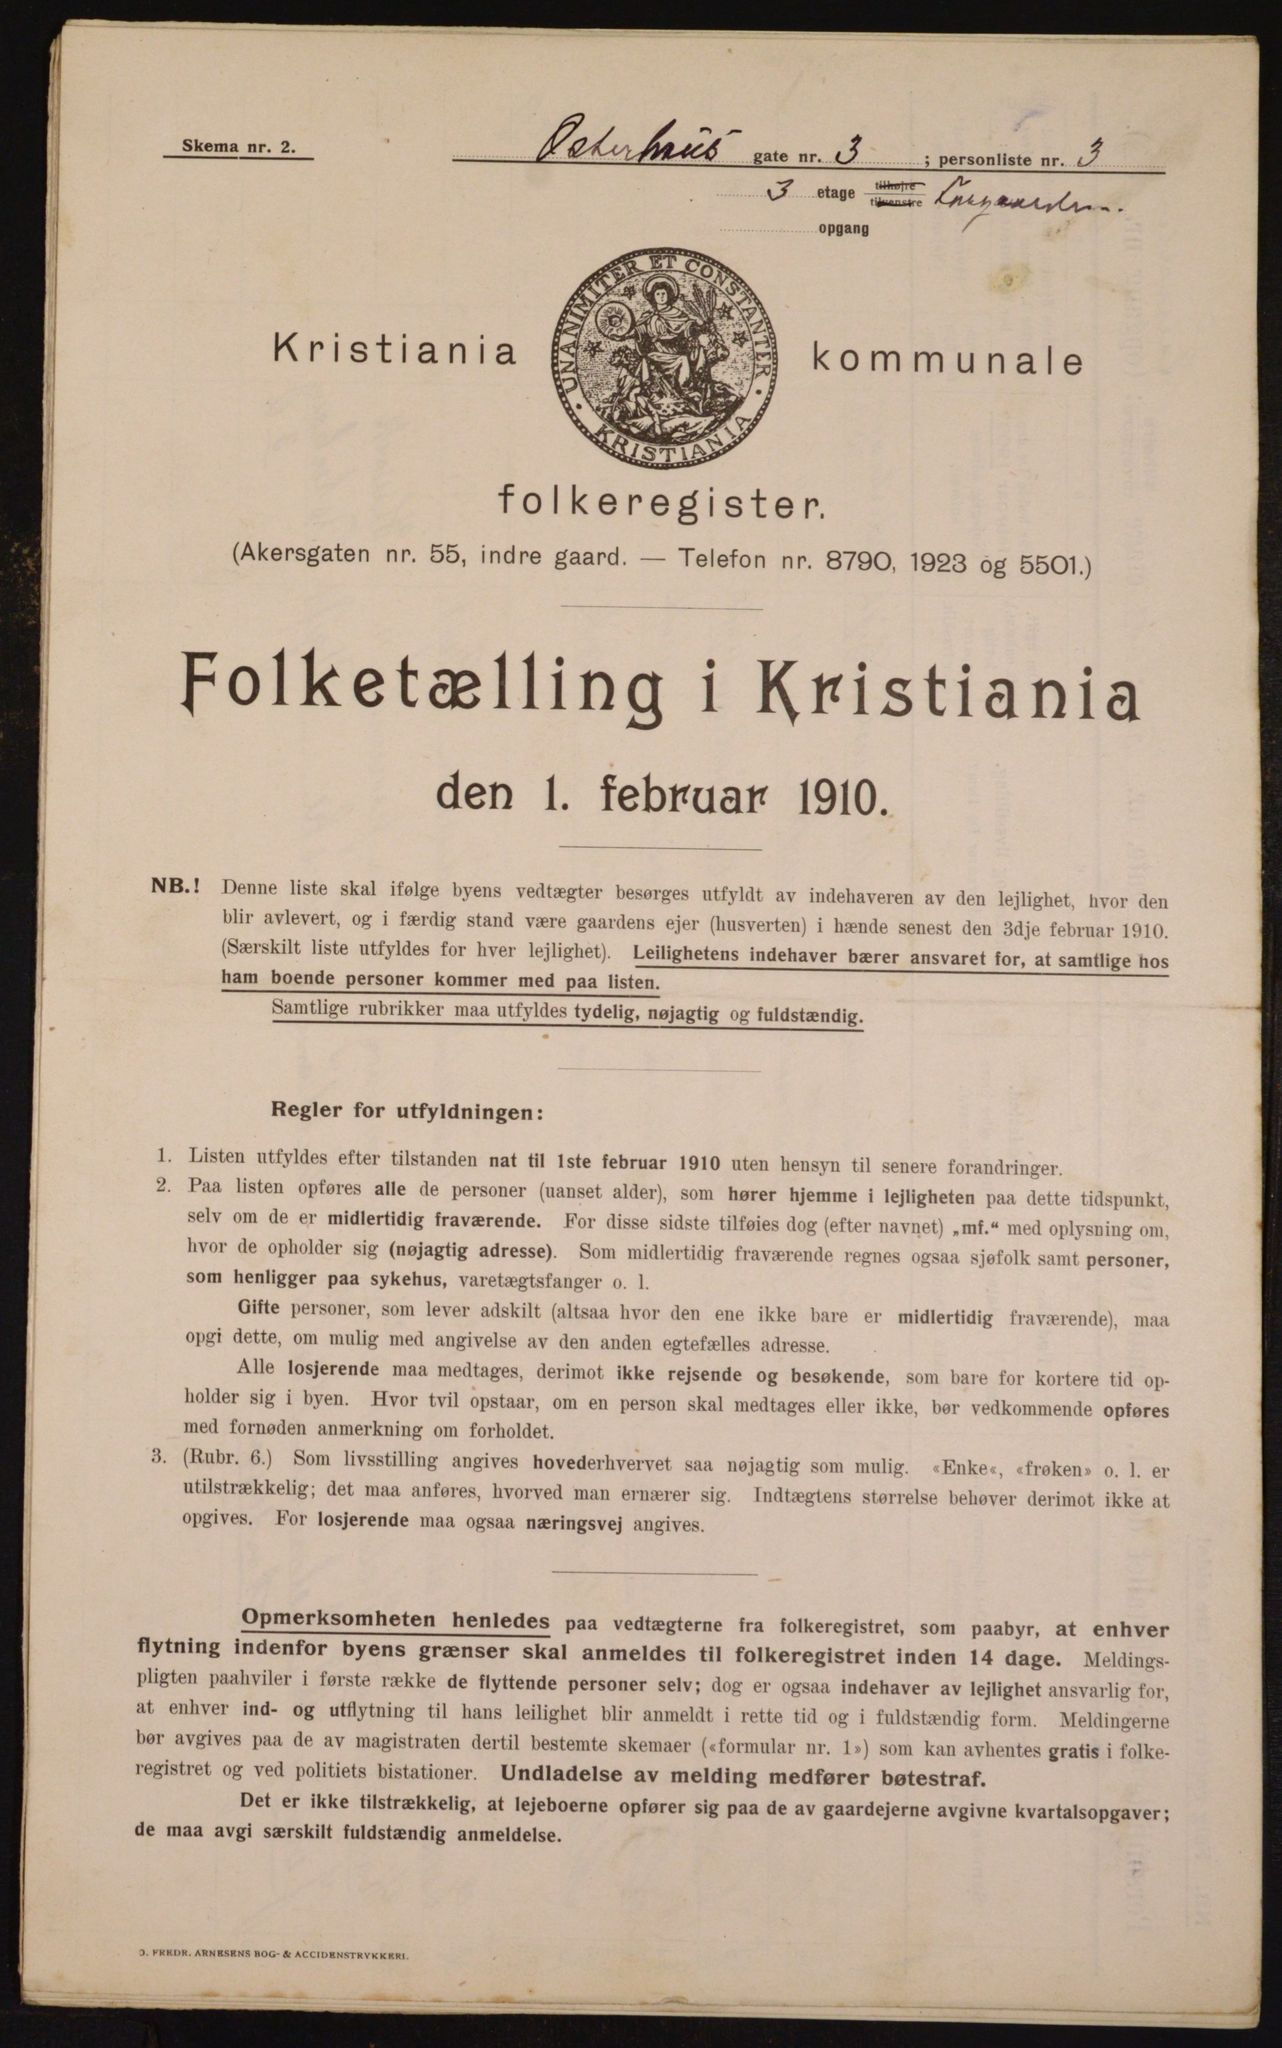 Skema nr. 2.
Osterhaus gate nr. 3 ; personliste nr. 3
3 etage tilhøjre
tilvenstre
opgang
UNANIMITER ET CONSTANTER
KRISTIANIA
Kristiania kommunale
folkeregister.
(Akersgaten nr. 55, indre gaard. — Telefon nr. 8790, 1923 og 5501.)
Folketælling i Kristiania
den 1. februar 1910.
NB.! Denne liste skal ifølge byens vedtægter besørges utfyldt av indehaveren av den lejlighet, hvor den
blir avlevert, og i færdig stand være gaardens ejer (husverten) i hænde senest den 3dje februar 1910.
(Særskilt liste utfyldes for hver lejlighet). Leilighetens indehaver bærer ansvaret for, at samtlige hos
ham boende personer kommer med paa listen.
Samtlige rubrikker maa utfyldes tydelig, nøjagtig og fuldstændig.
Regler for utfyldningen:
1. Listen utfyldes efter tilstanden nat til 1ste februar 1910 uten hensyn til senere forandringer.
2. Paa listen opføres alle de personer (uanset alder), som hører hjemme i lejligheten paa dette tidspunkt,
selv om de er midlertidig fraværende. For disse sidste tilføies dog (efter navnet) „mf.“ med oplysning om,
hvor de opholder sig (nøjagtig adresse). Som midlertidig fraværende regnes ogsaa sjøfolk samt personer,
som henligger paa sykehus, varetægtsfanger o. l.
Gifte personer, som lever adskilt (altsaa hvor den ene ikke bare er midlertidig fraværende), maa
opgi dette, om mulig med angivelse av den anden egtefælles adresse.
Alle losjerende maa medtages, derimot ikke rejsende og besøkende, som bare for kortere tid op-
holder sig i byen. Hvor tvil opstaar, om en person skal medtages eller ikke, bør vedkommende opføres
med fornøden anmerkning om forholdet.
3. (Rubr. 6.) Som livsstilling angives hovederhvervet saa nøjagtig som mulig. «Enke«, «frøken» o. l. er
utilstrækkelig; det maa anføres, hvorved man ernærer sig. Indtægtens størrelse behøver derimot ikke at
opgives. For losjerende maa ogsaa næringsvej angives.
Opmerksomheten henledes paa vedtægterne fra folkeregistret, som paabyr, at enhver
flytning indenfor byens grænser skal anmeldes til folkeregistret inden 14 dage. Meldings-
pligten paahviler i første række de flyttende personer selv; dog er ogsaa indehaver av lejlighet ansvarlig for,
at enhver ind- og utflytning til hans leilighet blir anmeldt i rette tid og i fuldstændig form. Meldingerne
bør avgives paa de av magistraten dertil bestemte skemaer («formular nr. 1») som kan avhentes gratis i folke-
registret og ved politiets bistationer. Undladelse av melding medfører bøtestraf.
Det er ikke tilstrækkelig, at lejeboerne opfører sig paa de av gaardejerne avgivne kvartalsopgaver;
de maa avgi særskilt fuldstændig anmeldelse.
O. FREDR. ARNESENS BOG- & ACCIDENSTRYKKERI.